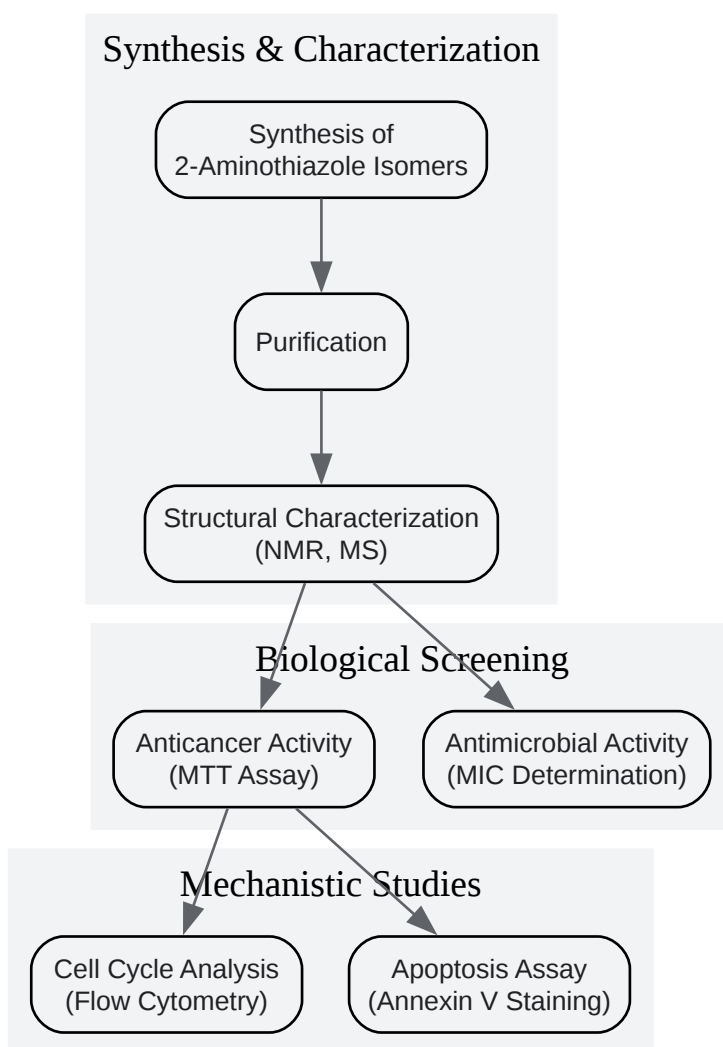 Synthesis & Characterization
Synthesis of
2-Aminothiazole Isomers
Purification
Structural Characterization
(NMR, MS)
Biological Screening
Anticancer Activity
(MTT Assay)
Antimicrobial Activity
(MIC Determination)
Mechanistic Studies
Cell Cycle Analysis
(Flow Cytometry)
Apoptosis Assay
(Annexin V Staining)